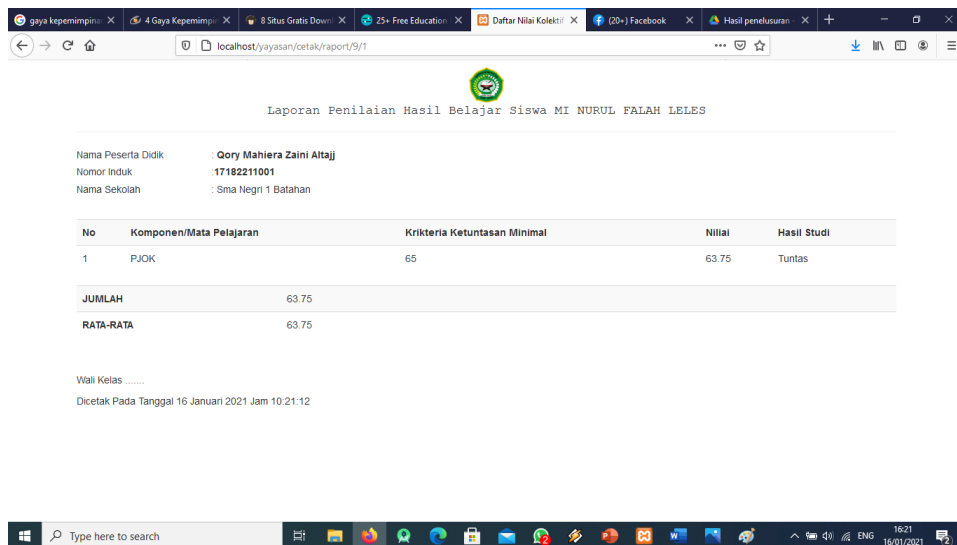 gaya kepemimpinan
4 Gaya Kepemimpin
8 Situs Gratis Downl
25+ Free Education
Daftar Nilai Kolektif
(20+) Facebook
Hasil penelusuran -
localhost/yayasan/cetak/raport/9/1
Laporan Penilaian Hasil Belajar Siswa MI NURUL FALAH LELES
Nama Peserta Didik : Qory Mahiera Zaini Altajj
Nomor Induk :17182211001
Nama Sekolah : Sma Negri 1 Batahan
No Komponen/Mata Pelajaran Krikteria Ketuntasan Minimal Niliai Hasil Studi
1 PJOK 65 63.75 Tuntas
JUMLAH 63.75
RATA-RATA 63.75
Wali Kelas .......
Dicetak Pada Tanggal 16 Januari 2021 Jam 10:21:12
Type here to search
ENG
16:21
16/01/2021